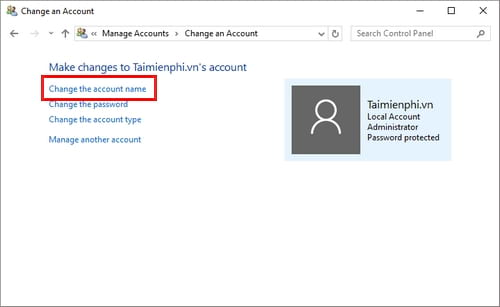 Change an Account
« Manage Accounts > Change an Account
Search Control Panel
Make changes to Taimienphi.vn's account
Change the account name
Change the password
Change the account type
Manage another account
Taimienphi.vn
Local Account
Administrator
Password protected